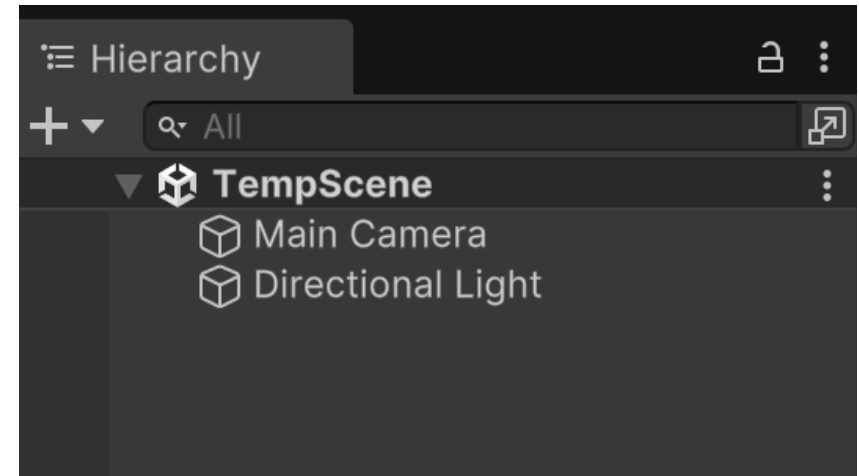 Hierarchy
All
TempScene
Main Camera
Directional Light